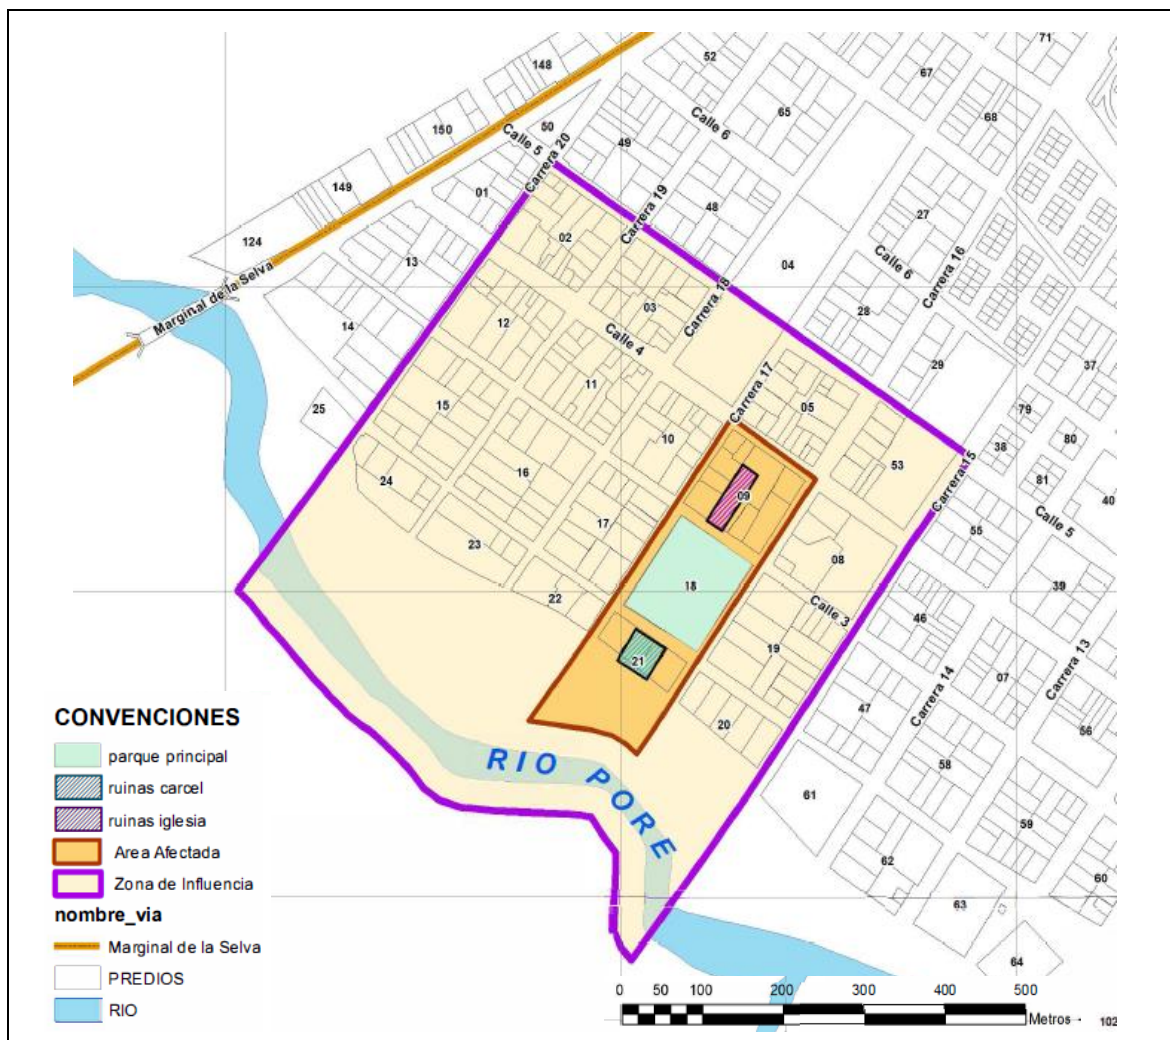 71
52
67
148
65
68
150
50
Calle 6
Calle 5
49
Carrera 20
149
01
48
27
Carrera 19
02
124
13
04
Calle 6
Carrera 16
Marginal de la Selva
03
Carrera 18
28
14
12
Calle 4
29
37
11
Carrera 17
05
25
15
79
10
38
80
53
16
24
09
Carrera 15
81
40
17
55
Calle 5
23
08
18
39
22
Calle 3
46
21
19
07
Carrera 13
Carrera 14
47
20
56
58
RIO PORE
61
59
62
60
63
64
CONVENCIONES
parque principal
ruinas carcel
ruinas iglesia
Area Afectada
Zona de Influencia
nombre_via
Marginal de la Selva
PREDIOS
RIO
0 50 100 200 300 400 500
Metros
102